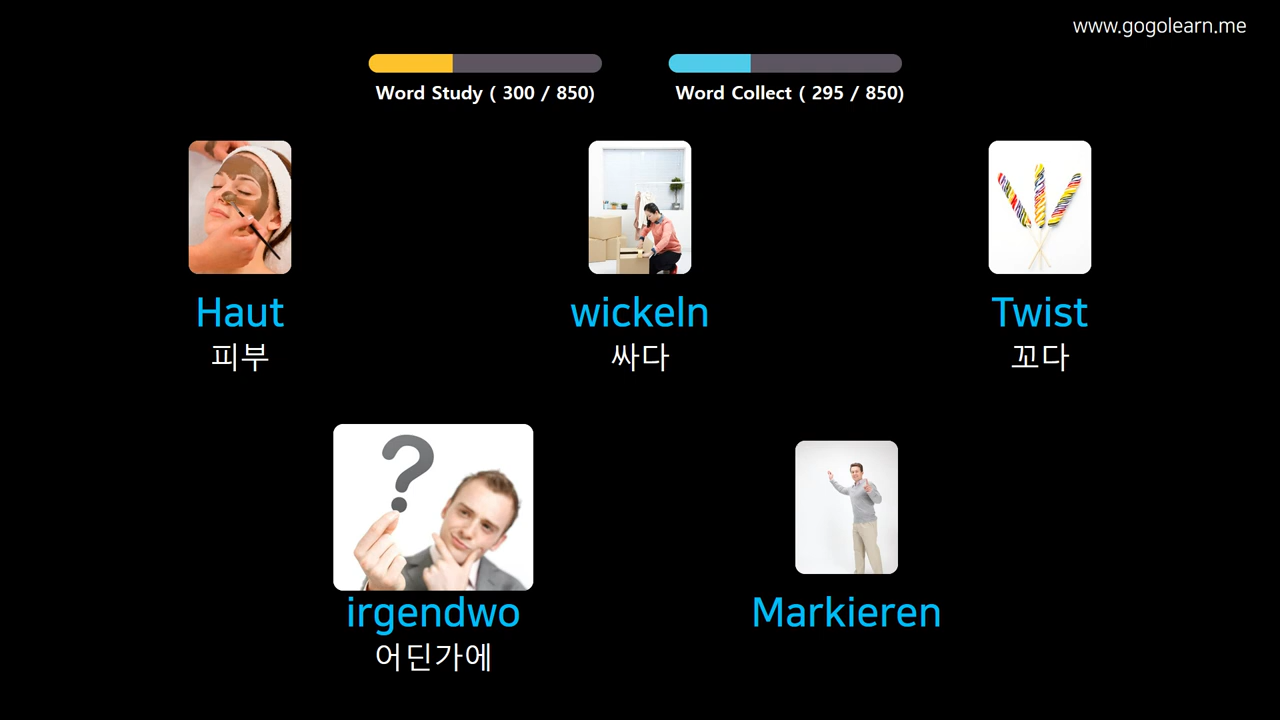 www.gogolearn.me
Word Study ( 300 / 850)
Word Collect ( 295 / 850)
Haut
피부
wickeln
싸다
Twist
꼬다
?
irgendwo
어딘가에
Markieren